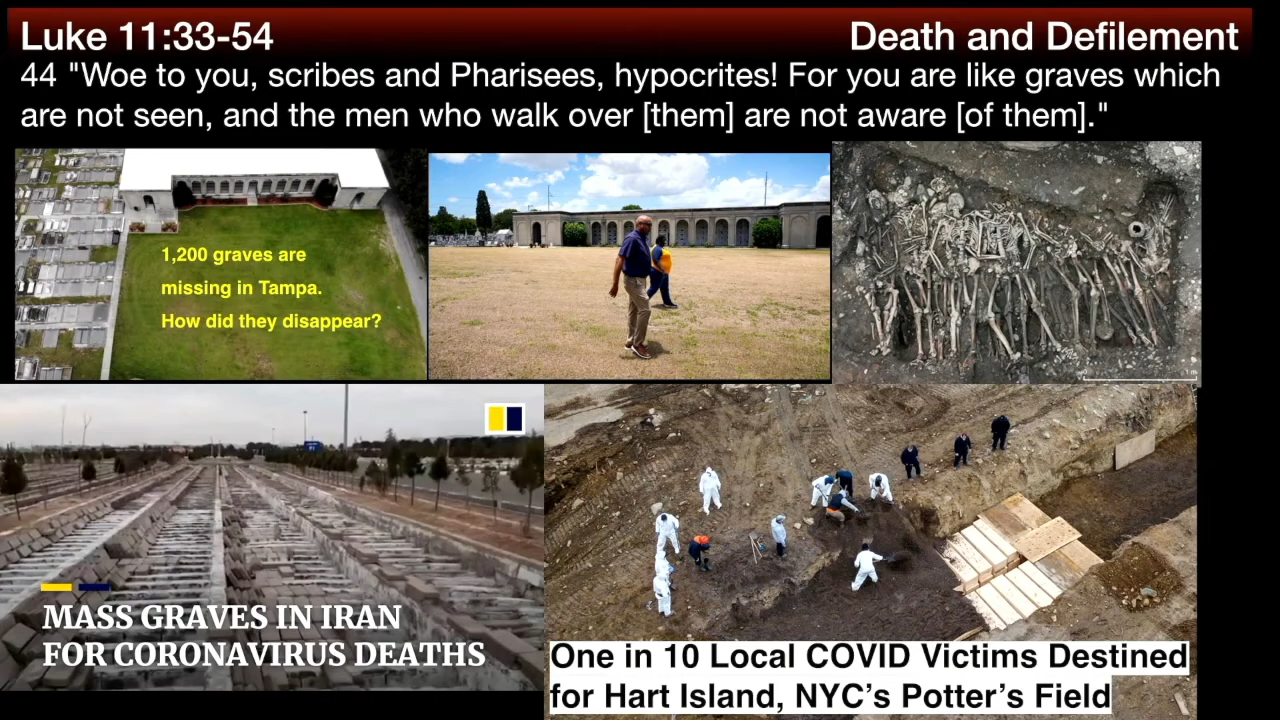 Luke 11:33-54
Death and Defilement
44 "Woe to you, scribes and Pharisees, hypocrites! For you are like graves which
are not seen, and the men who walk over [them] are not aware [of them]."
1,200 graves are
missing in Tampa.
How did they disappear?
MASS GRAVES IN IRAN
FOR CORONAVIRUS DEATHS
One in 10 Local COVID Victims Destined
for Hart Island, NYC's Potter's Field